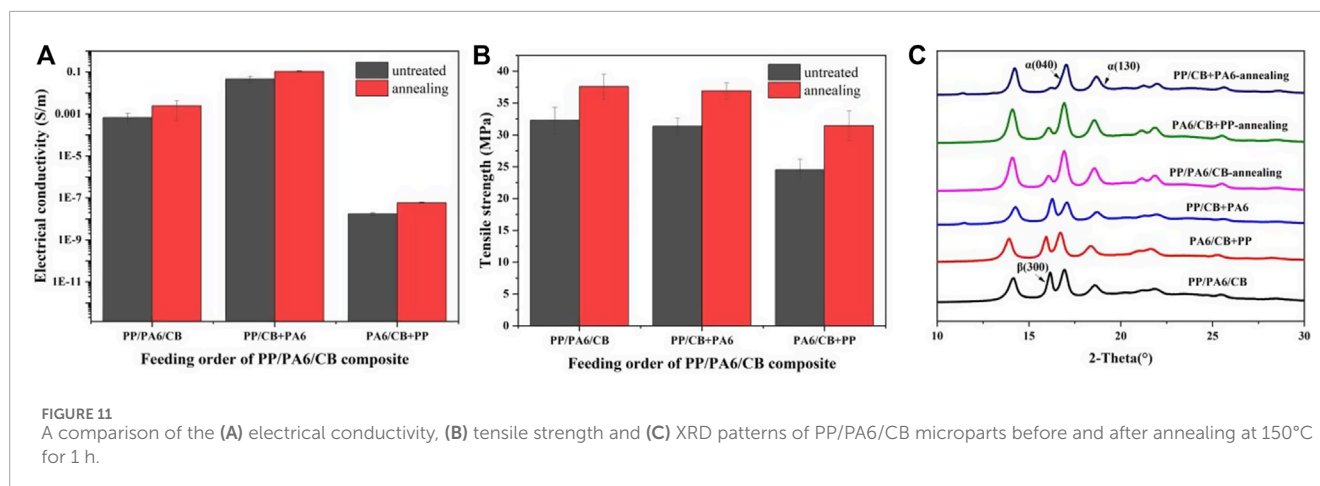 A
untreated
annealing
Electrical conductivity (S/m)
0.1
0.001
1E-5
1E-7
1E-9
1E-11
PP/PA6/CB
PP/CB+PA6
PA6/CB+PP
Feeding order of PP/PA6/CB composite
B
untreated
annealing
Tensile strength (MPa)
40
35
30
25
20
15
10
5
0
PP/PA6/CB
PP/CB+PA6
PA6/CB+PP
Feeding order of PP/PA6/CB composite
C
α(040)
α(130)
PP/CB+PA6-annealing
PA6/CB+PP-annealing
PP/PA6/CB-annealing
PP/CB+PA6
PA6/CB+PP
β(300)
PP/PA6/CB
10
15
20
25
30
2-Theta(°)
FIGURE 11
A comparison of the (A) electrical conductivity, (B) tensile strength and (C) XRD patterns of PP/PA6/CB microparts before and after annealing at 150°C
for 1 h.